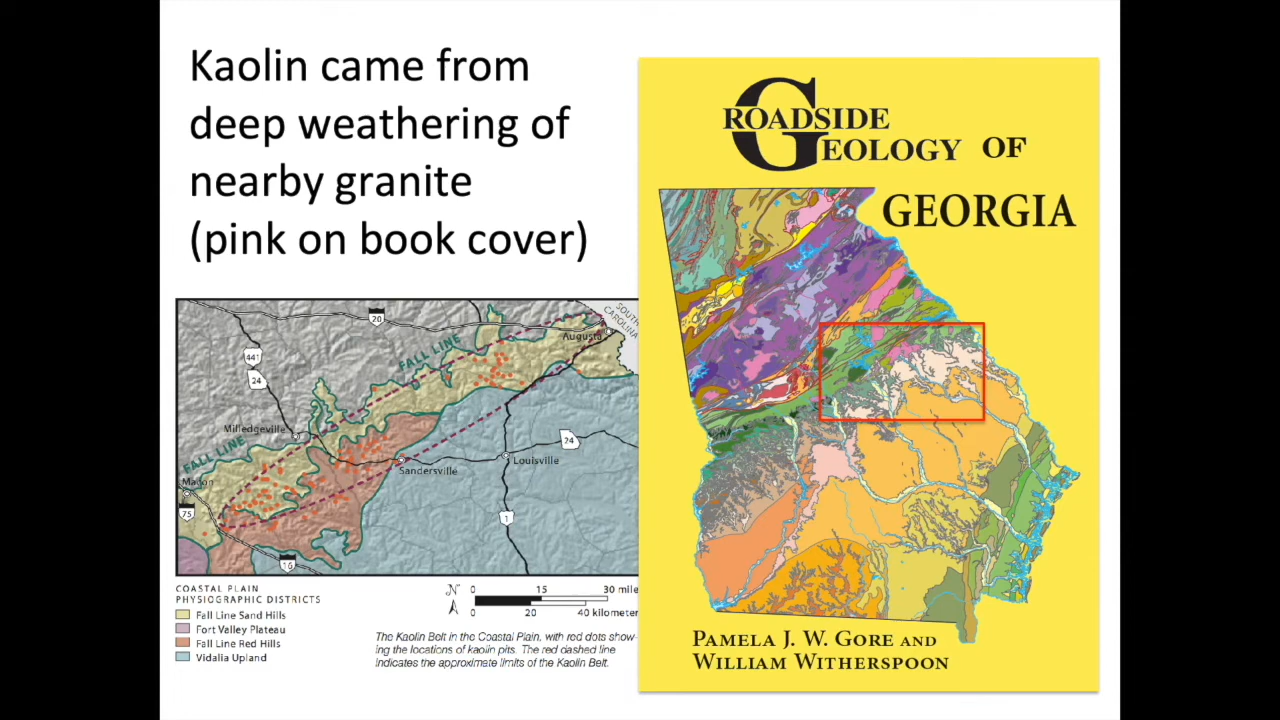 Kaolin came from
deep weathering of
nearby granite
(pink on book cover)
ROADSIDE
GEOLOGY OF
GEORGIA
PAMELA J. W. GORE AND
WILLIAM WITHERSPOON
20
SOUTH
CAROLINA
Augusta
FALL LINE
441
24
Milledgeville
24
FALL LINE
Louisville
Sandersville
Macon
75
1
16
COASTAL PLAIN
PHYSIOGRAPHIC DISTRICTS
Fall Line Sand Hills
Fort Valley Plateau
Fall Line Red Hills
Vidalia Upland
N
0 15 30 mile
20 40 kilometer
The Kaolin Belt in the Coastal Plain, with red dots show-
ing the locations of kaolin pits. The red dashed line
indicates the approximate limits of the Kaolin Belt.